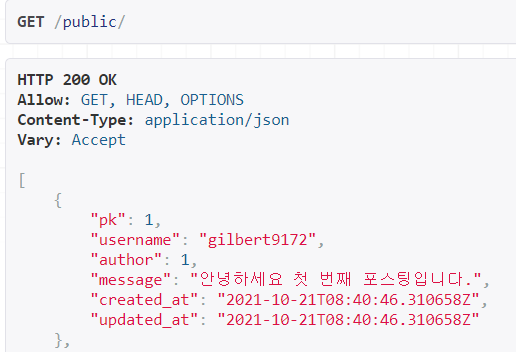 GET /public/
HTTP 200 OK
Allow: GET, HEAD, OPTIONS
Content-Type: application/json
Vary: Accept
[
{
"pk": 1,
"username": "gilbert9172",
"author": 1,
"message": "안녕하세요 첫 번째 포스팅입니다.",
"created_at": "2021-10-21T08:40:46.310658Z",
"updated_at": "2021-10-21T08:40:46.310658Z"
},